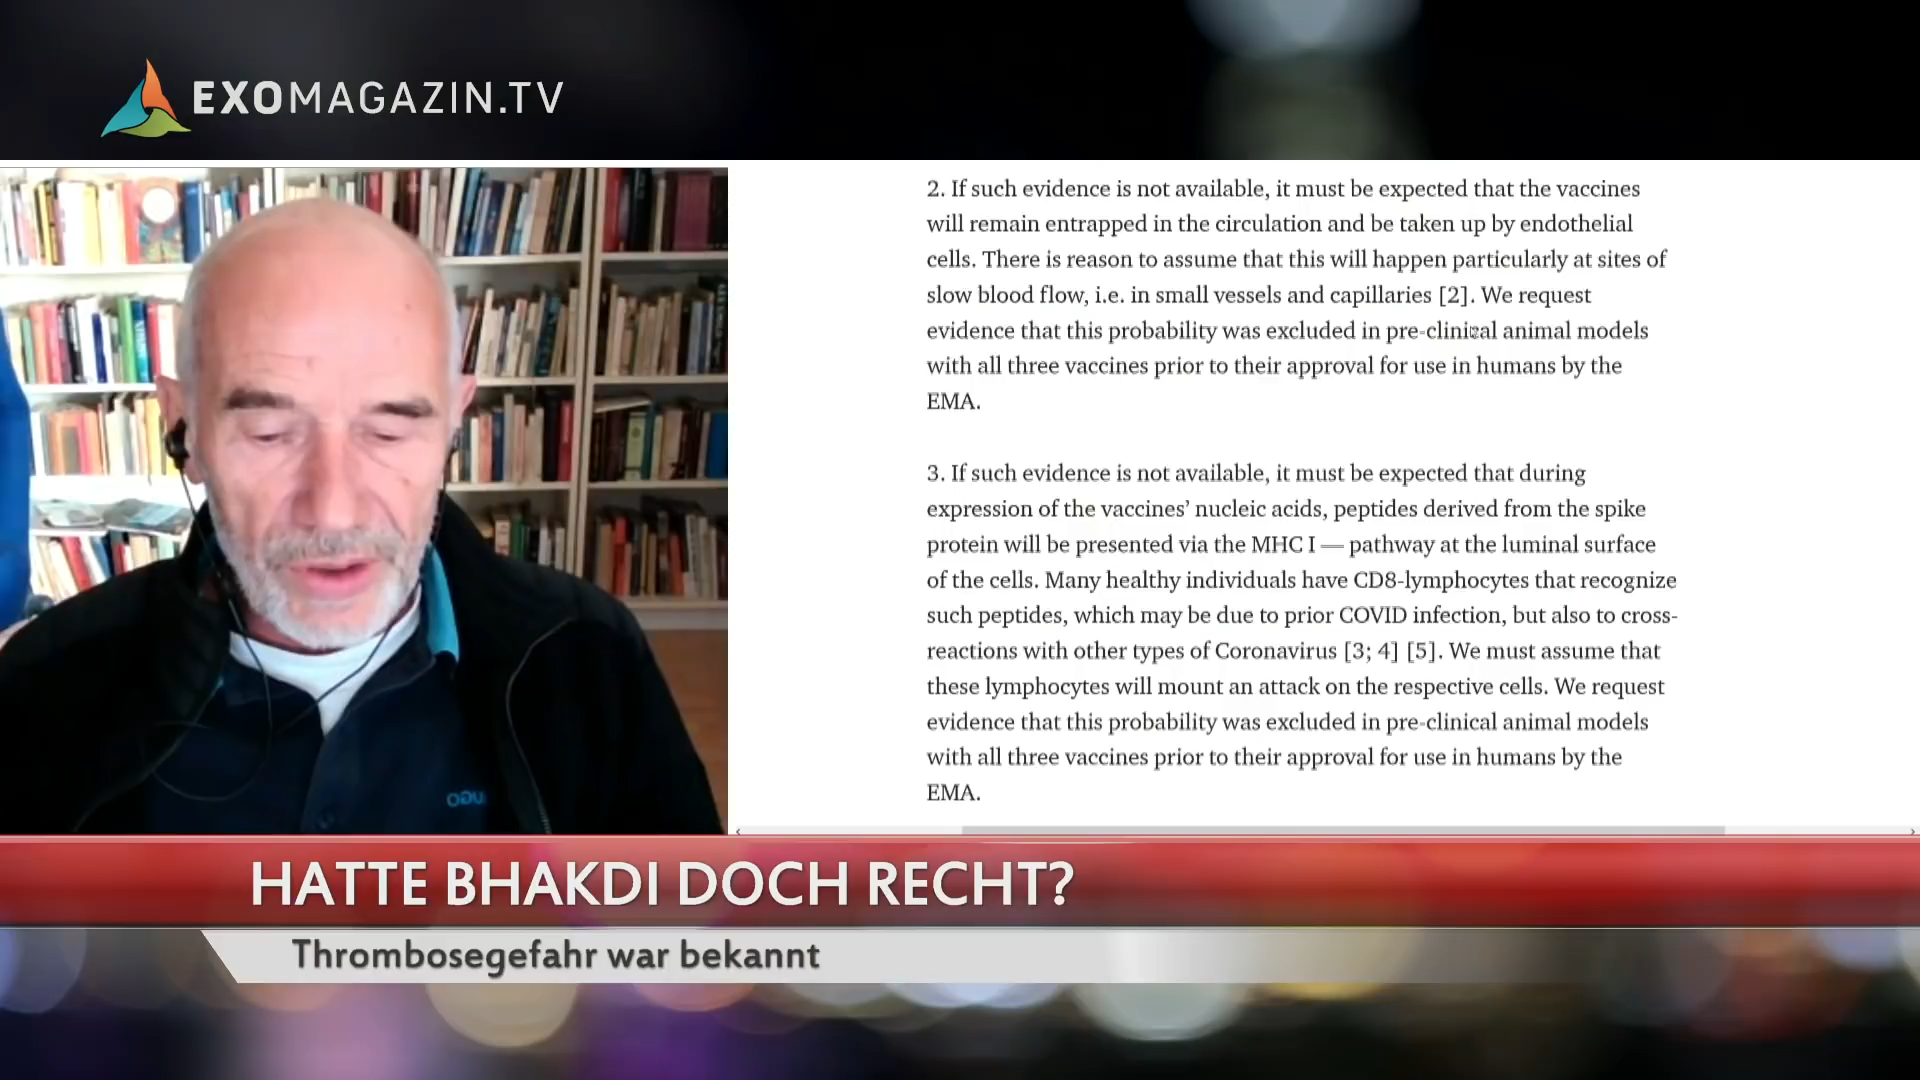 EXOMAGAZIN.TV
2. If such evidence is not available, it must be expected that the vaccines
will remain entrapped in the circulation and be taken up by endothelial
cells. There is reason to assume that this will happen particularly at sites of
slow blood flow, i.e. in small vessels and capillaries [2]. We request
evidence that this probability was excluded in pre-clinical animal models
with all three vaccines prior to their approval for use in humans by the
EMA.
3. If such evidence is not available, it must be expected that during
expression of the vaccines’ nucleic acids, peptides derived from the spike
protein will be presented via the MHC I — pathway at the luminal surface
of the cells. Many healthy individuals have CD8-lymphocytes that recognize
such peptides, which may be due to prior COVID infection, but also to cross-
reactions with other types of Coronavirus [3; 4] [5]. We must assume that
these lymphocytes will mount an attack on the respective cells. We request
evidence that this probability was excluded in pre-clinical animal models
with all three vaccines prior to their approval for use in humans by the
EMA.
HATTE BHAKDI DOCH RECHT?
Thrombosegefahr war bekannt